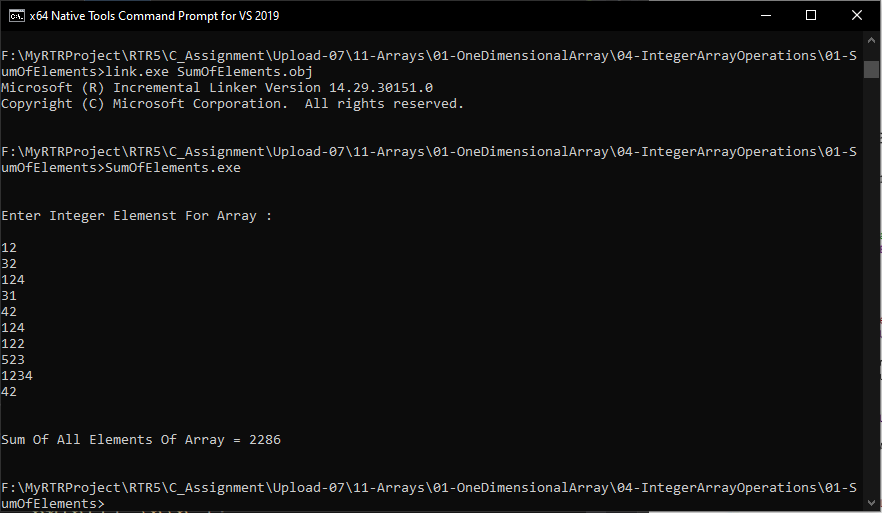 x64 Native Tools Command Prompt for VS 2019
F:\MyRTRProject\RTR5\C_Assignment\Upload-07\11-Arrays\01-OneDimensionalArray\04-IntegerArrayOperations\01-S
umOfElements>link.exe SumOfElements.obj
Microsoft (R) Incremental Linker Version 14.29.30151.0
Copyright (C) Microsoft Corporation.  All rights reserved.
F:\MyRTRProject\RTR5\C_Assignment\Upload-07\11-Arrays\01-OneDimensionalArray\04-IntegerArrayOperations\01-S
umOfElements>SumOfElements.exe
Enter Integer Elemenst For Array :
12
32
124
31
42
124
122
523
1234
42
Sum Of All Elements Of Array = 2286
F:\MyRTRProject\RTR5\C_Assignment\Upload-07\11-Arrays\01-OneDimensionalArray\04-IntegerArrayOperations\01-S
umOfElements>